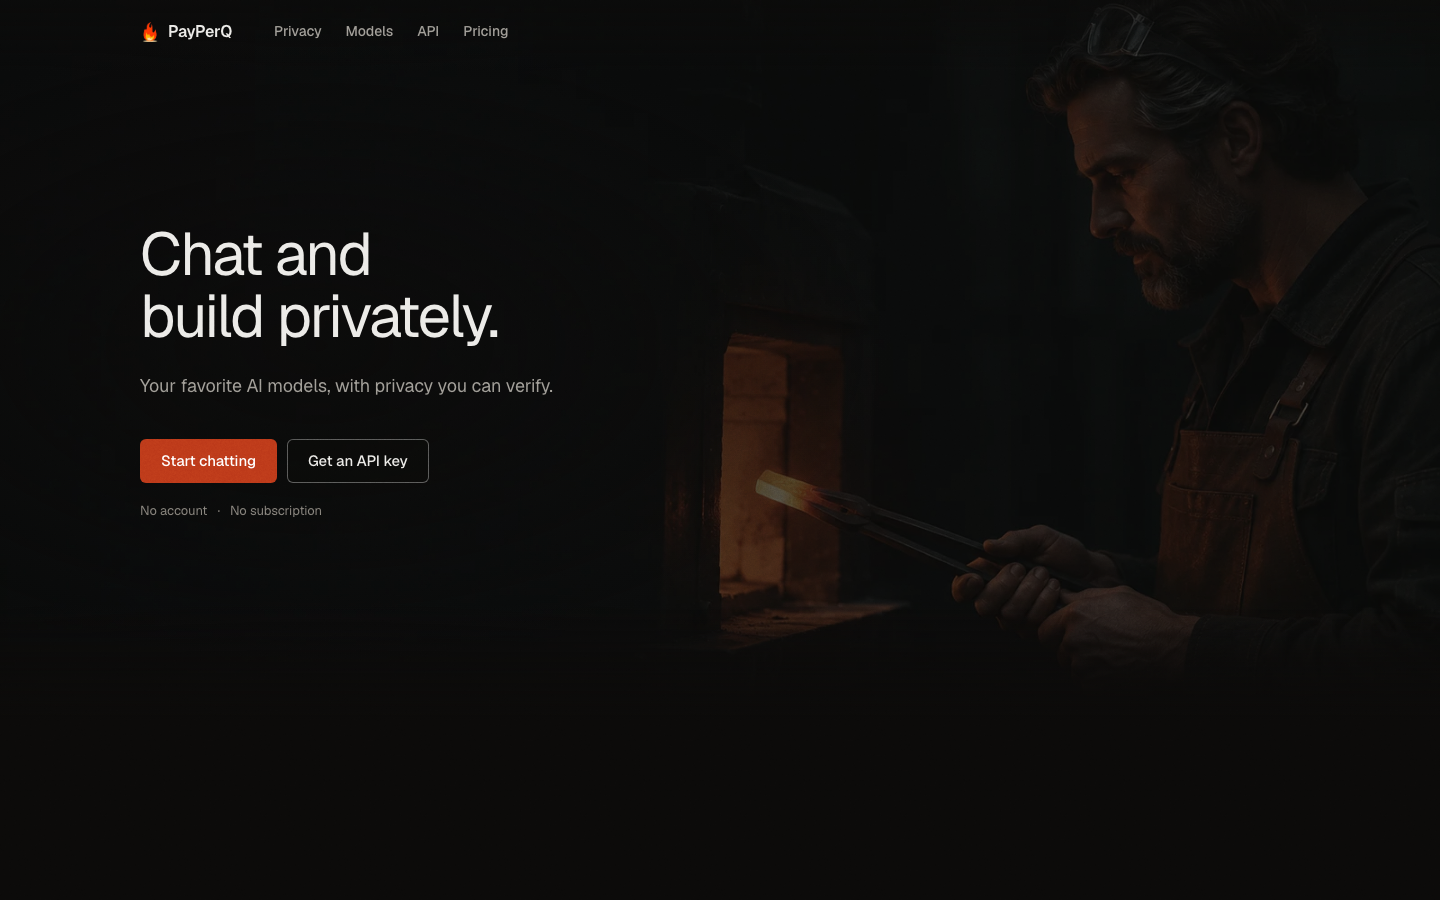 PayPerQ
Privacy
Models
API
Pricing
Chat and
build privately.
Your favorite AI models, with privacy you can verify.
Start chatting
Get an API key
No account · No subscription